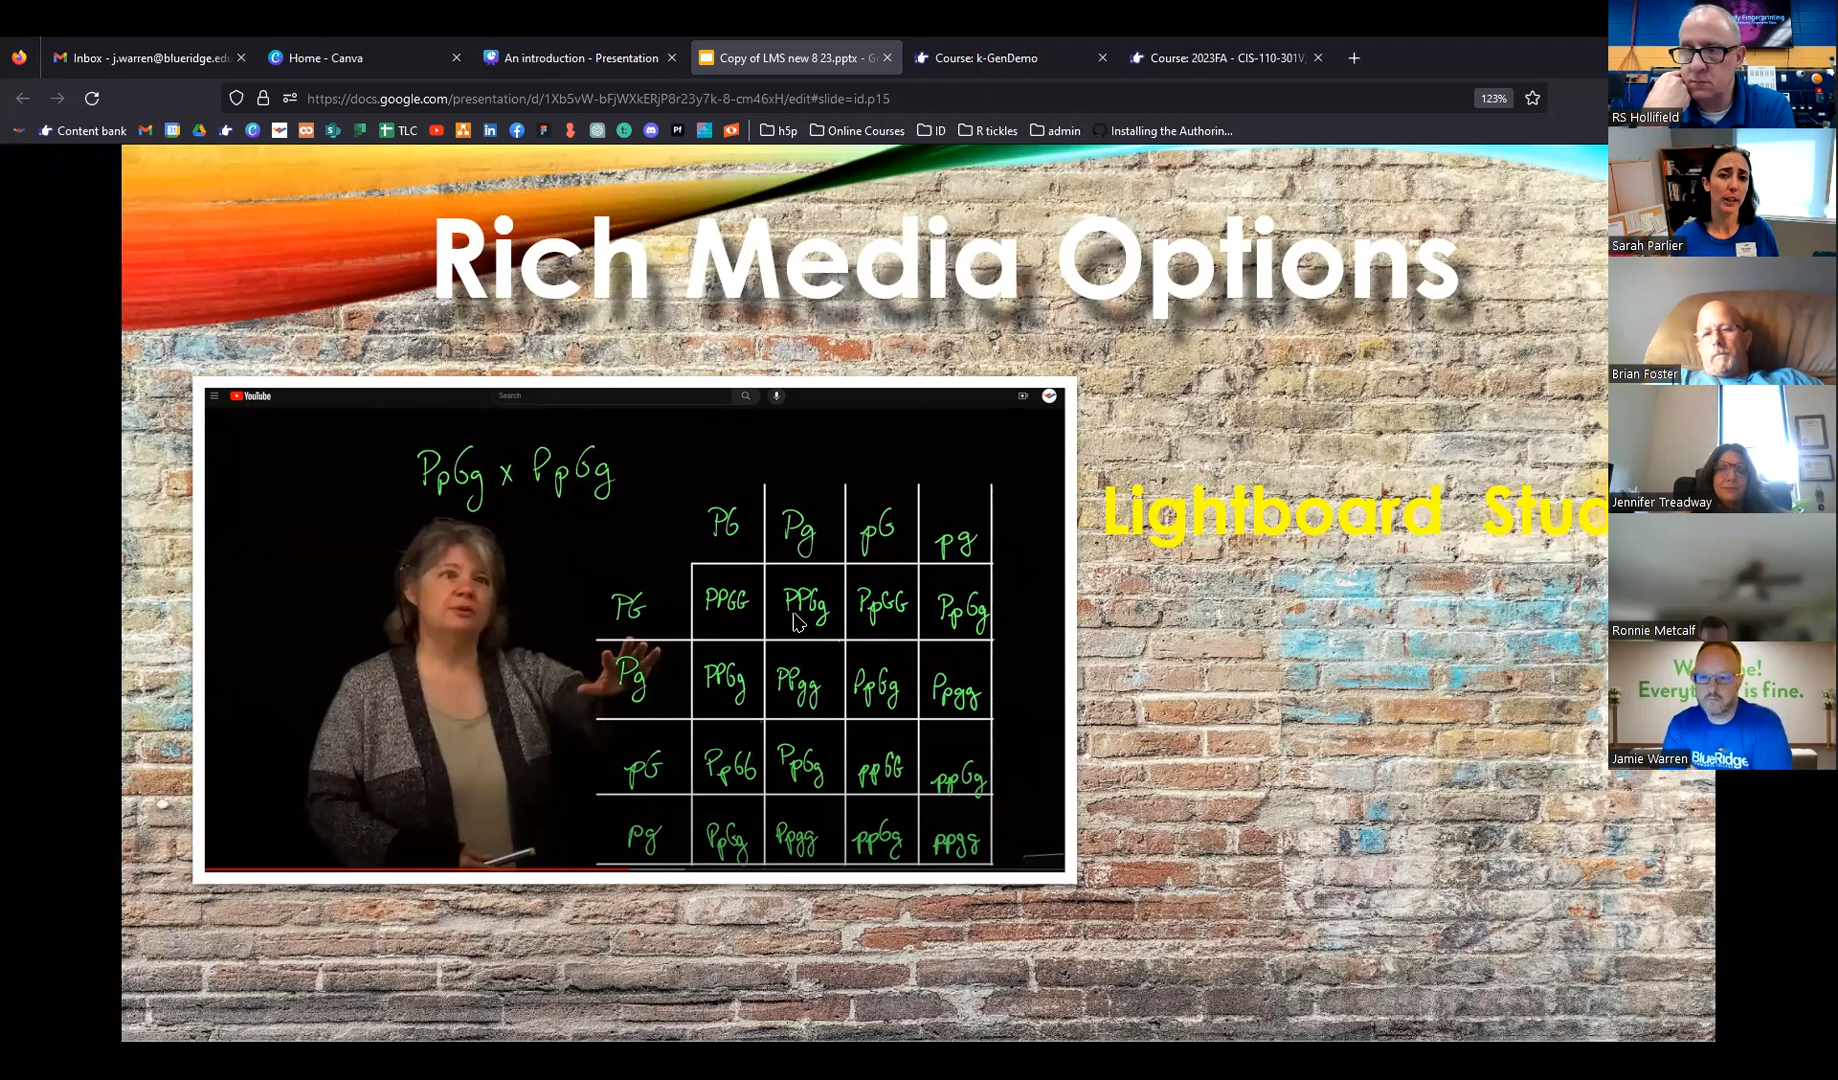 Inbox - j.warren@blueridge.edu
Home - Canva
An introduction - Presentation
Copy of LMS new 8 23.pptx - G
Course: k-GenDemo
Course: 2023FA - CIS-110-301V,
https://docs.google.com/presentation/d/1Xb5vW-bFjWXkERjP8r23y7k-8-cm46xH/edit#slide=id.p15
123%
Content bank
TLC
h5p
Online Courses
ID
R tickles
admin
Installing the Authorin...
Rich Media Options
YouTube
Search
PpGg x PpGg
PG Pg pG pg
PG PPGG PPGg PpGG PpGg
Pg PPGg PPgg PpGg Ppgg
pG PpGG PpGg ppGG ppGg
pg PpGg Ppgg ppGg ppgg
Lightboard Stud
Fingerprinting
RS Hollifield
Sarah Parlier
Brian Foster
Jennifer Treadway
Ronnie Metcalf
Everyt is fine.
BlueRidge
Jamie Warren